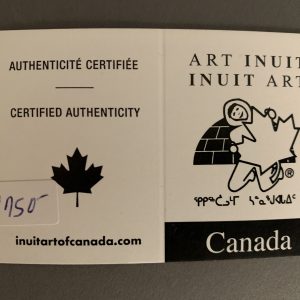 AUTHENTICITÉ CERTIFIÉE
CERTIFIED AUTHENTICITY
750-
inuitartofcanada.com
ART INUIT
INUIT ART
®
Canada